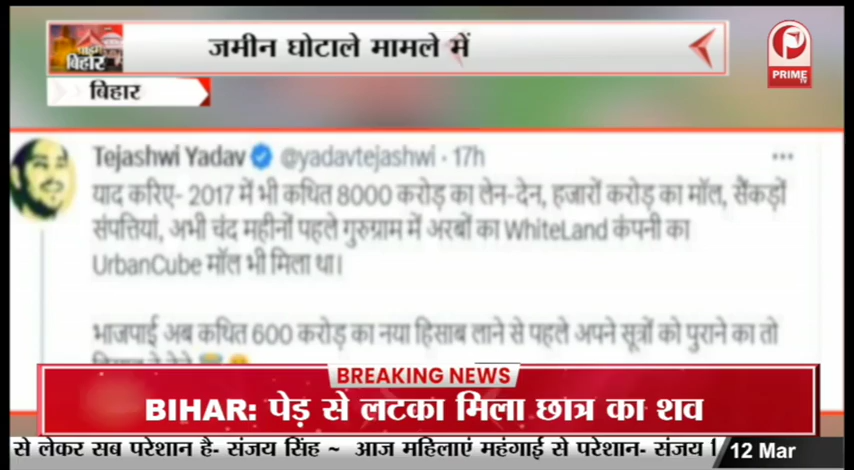 जमीन घोटाले मामले में
बिहार
बिहार
PRIME TV
Tejashwi Yadav @yadavtejashwi · 17h
याद करिए- 2017 में भी कथित 8000 करोड़ का लेन-देन, हजारों करोड़ का मॉल, सैंकड़ों
संपत्तियां, अभी चंद महीनों पहले गुरुग्राम में अरबों का WhiteLand कंपनी का
UrbanCube मॉल भी मिला था।
भाजपाई अब कथित 600 करोड़ का नया हिसाब लाने से पहले अपने सूत्रों को पुराने का तो
BREAKING NEWS
BIHAR: पेड़ से लटका मिला छात्र का शव
से लेकर सब परेशान है- संजय सिंह ~ आज महिलाएं महंगाई से परेशान- संजय
12 Mar